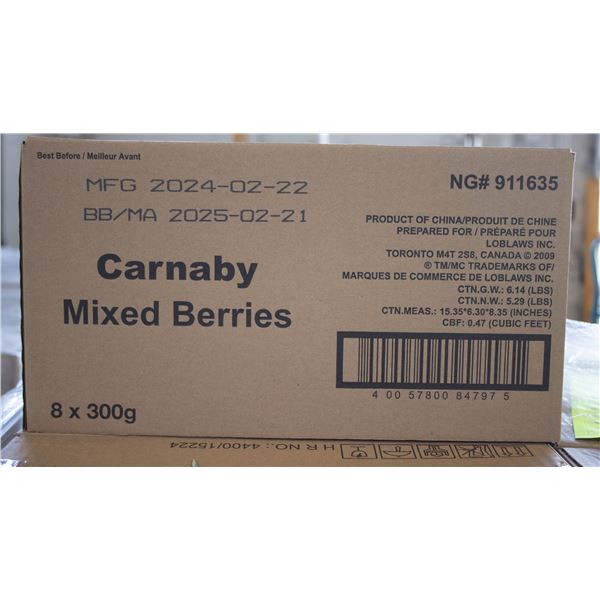 Best Before / Meilleur Avant
MFG 2024-02-22
BB/MA 2025-02-21
NG# 911635
PRODUCT OF CHINA/PRODUIT DE CHINE
PREPARED FOR / PRÉPARÉ POUR
LOBLAWS INC.
TORONTO M4T 2S8, CANADA © 2009
® TM/MC TRADEMARKS OF/
MARQUES DE COMMERCE DE LOBLAWS INC.
CTN.G.W.: 6.14 (LBS)
CTN.N.W.: 5.29 (LBS)
CTN.MEAS.: 15.35*6.30*8.35 (INCHES)
CBF: 0.47 (CUBIC FEET)
Carnaby
Mixed Berries
8 x 300g
4 00 57800 84797 5
H R NO.: 4400/15224